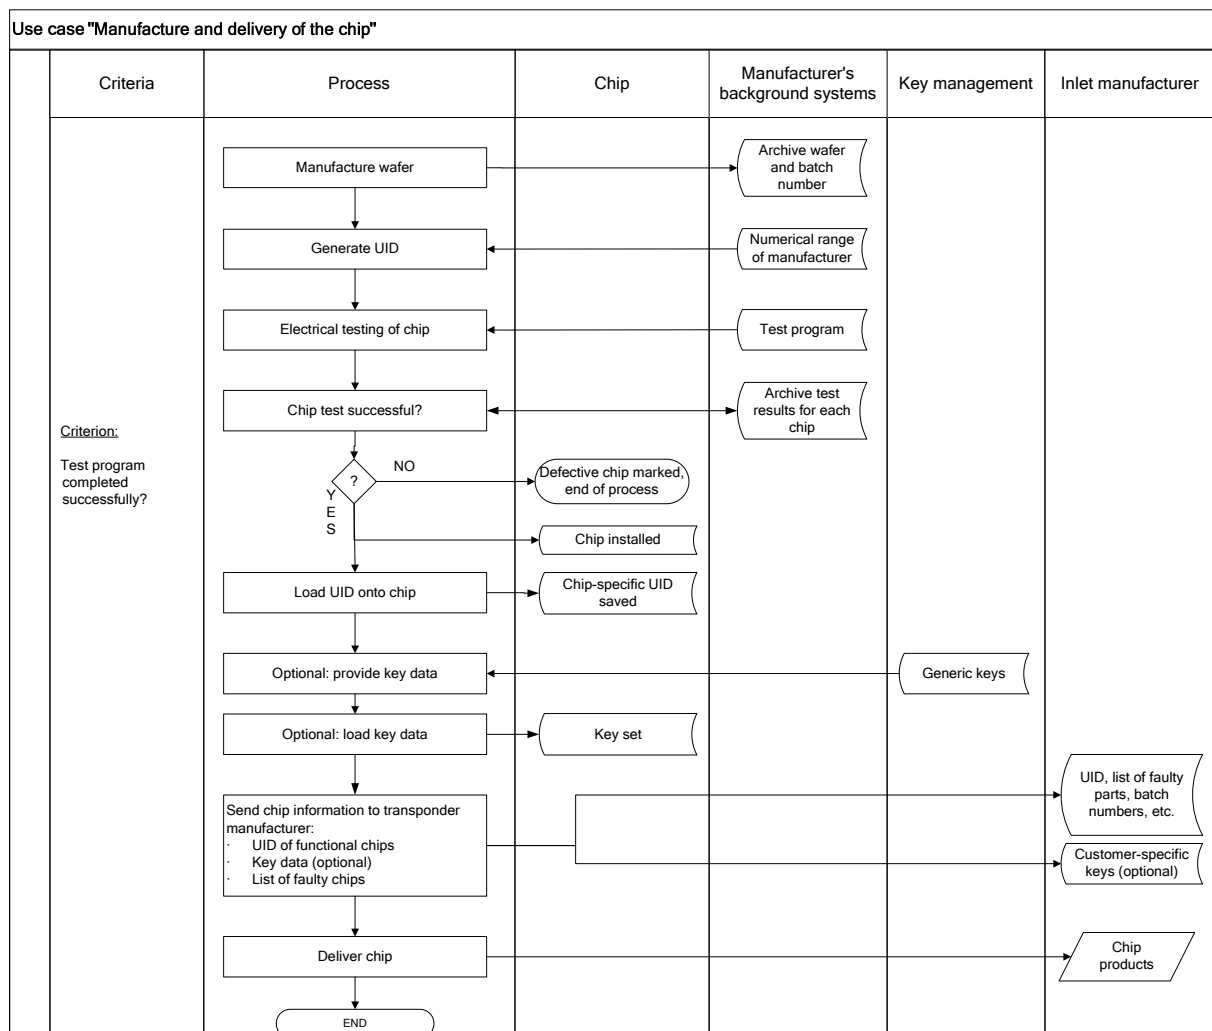 Use case "Manufacture and delivery of the chip"
Criteria
Process
Chip
Manufacturer's
background systems
Key management
Inlet manufacturer
Manufacture wafer
Archive wafer
and batch
number
Generate UID
Numerical range
of manufacturer
Electrical testing of chip
Test program
Chip test successful?
Archive test
results for each
chip
Criterion:
Test program
completed
successfully?
?
NO
Y
E
S
Defective chip marked,
end of process
Chip installed
Load UID onto chip
Chip-specific UID
saved
Optional: provide key data
Generic keys
Optional: load key data
Key set
Send chip information to transponder
manufacturer:
· UID of functional chips
· Key data (optional)
· List of faulty chips
UID, list of faulty
parts, batch
numbers, etc.
Customer-specific
keys (optional)
Deliver chip
Chip
products
END